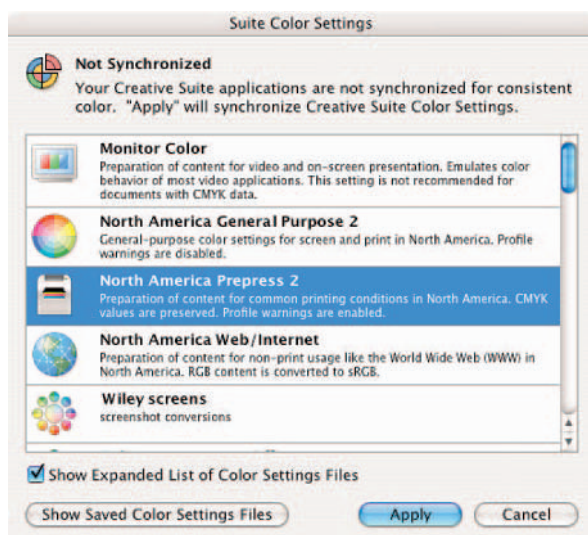 Suite Color Settings
Not Synchronized
Your Creative Suite applications are not synchronized for consistent
color. "Apply" will synchronize Creative Suite Color Settings.
Monitor Color
Preparation of content for video and on-screen presentation. Emulates color
behavior of most video applications. This setting is not recommended for
documents with CMYK data.
North America General Purpose 2
General-purpose color settings for screen and print in North America. Profile
warnings are disabled.
North America Prepress 2
Preparation of content for common printing conditions in North America. CMYK
values are preserved. Profile warnings are enabled.
North America Web/Internet
Preparation of content for non-print usage like the World Wide Web (WWW) in
North America. RGB content is converted to sRGB.
Wiley screens
screenshot conversions
Show Expanded List of Color Settings Files
Show Saved Color Settings Files
Apply
Cancel